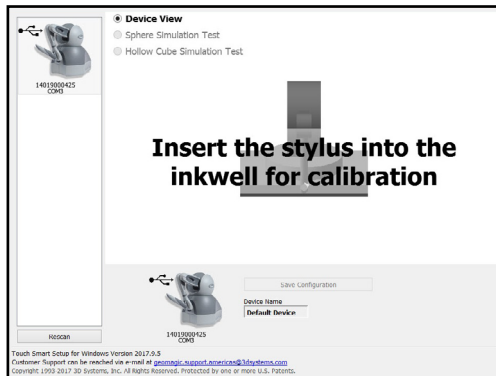 Device View
Sphere Simulation Test
Hollow Cube Simulation Test
14019000425
COM3
Insert the stylus into the
inkwell for calibration
Save Configuration
Device Name
Default Device
14019000425
COM3
Rescan
Touch Smart Setup for Windows Version 2017.9.5
Customer Support can be reached via e-mail at geomagic.support.americas@3dsystems.com
Copyright 1993-2017 3D Systems, Inc. All Rights Reserved. Protected by one or more U.S. Patents.